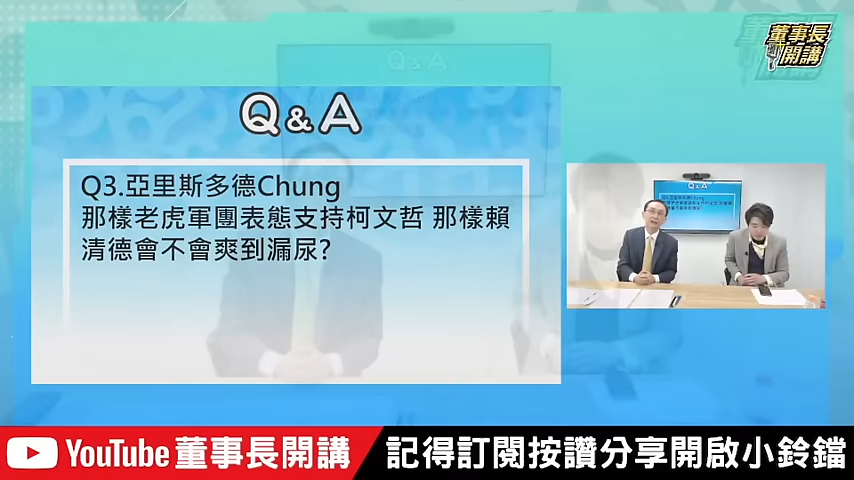 董事長
開講
Q & A
Q & A
Q3.亞里斯多德Chung
那樣老虎軍團表態支持柯文哲 那樣賴
清德會不會爽到漏尿?
Q & A
YouTube 董事長開講
記得訂閱按讚分享開啟小鈴鐺